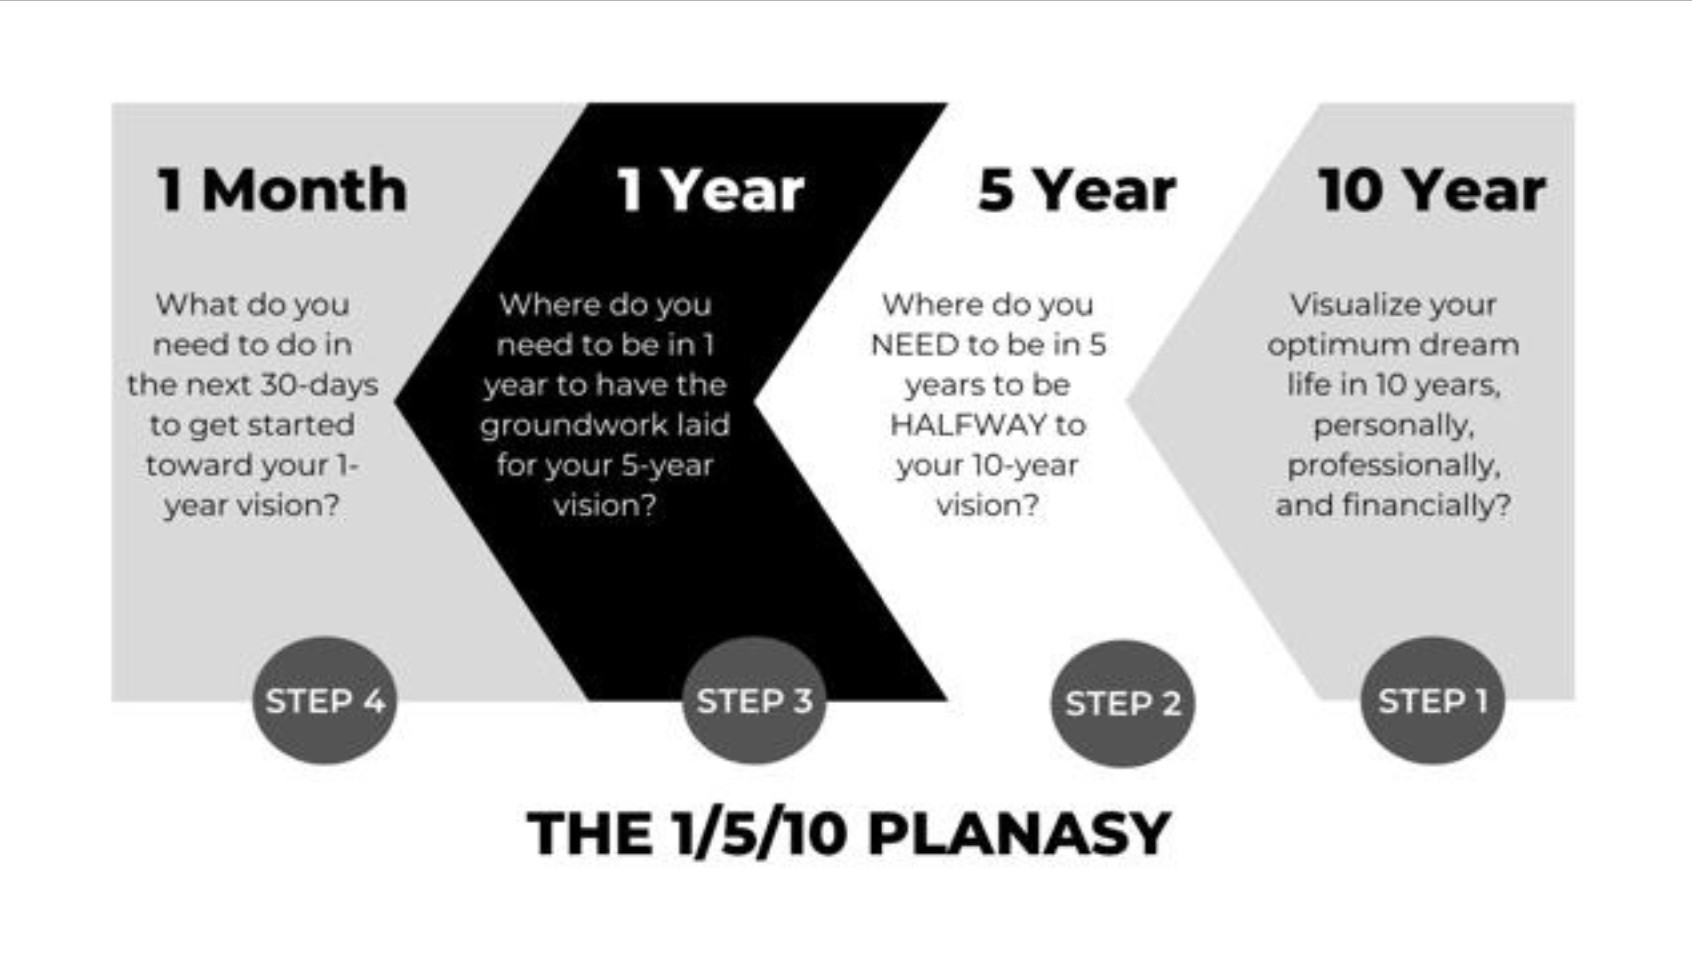 1 Month
What do you
need to do in
the next 30-days
to get started
toward your 1-
year vision?
STEP 4
1 Year
Where do you
need to be in 1
year to have the
groundwork laid
for your 5-year
vision?
STEP 3
5 Year
Where do you
NEED to be in 5
years to be
HALFWAY to
your 10-year
vision?
STEP 2
10 Year
Visualize your
optimum dream
life in 10 years,
personally,
professionally,
and financially?
STEP 1
THE 1/5/10 PLANASY